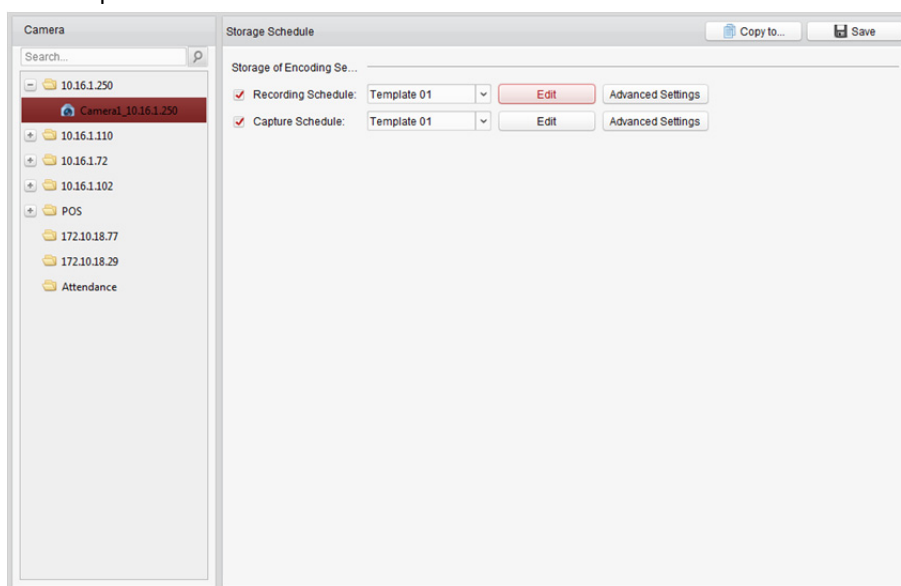 Camera
Search...
10.16.1.250
Camera1_10.16.1.250
10.16.1.110
10.16.1.72
10.16.1.102
POS
172.10.18.77
172.10.18.29
Attendance
Storage Schedule Copy to... Save
Storage of Encoding Se...
Recording Schedule: Template 01 Edit Advanced Settings
Capture Schedule: Template 01 Edit Advanced Settings